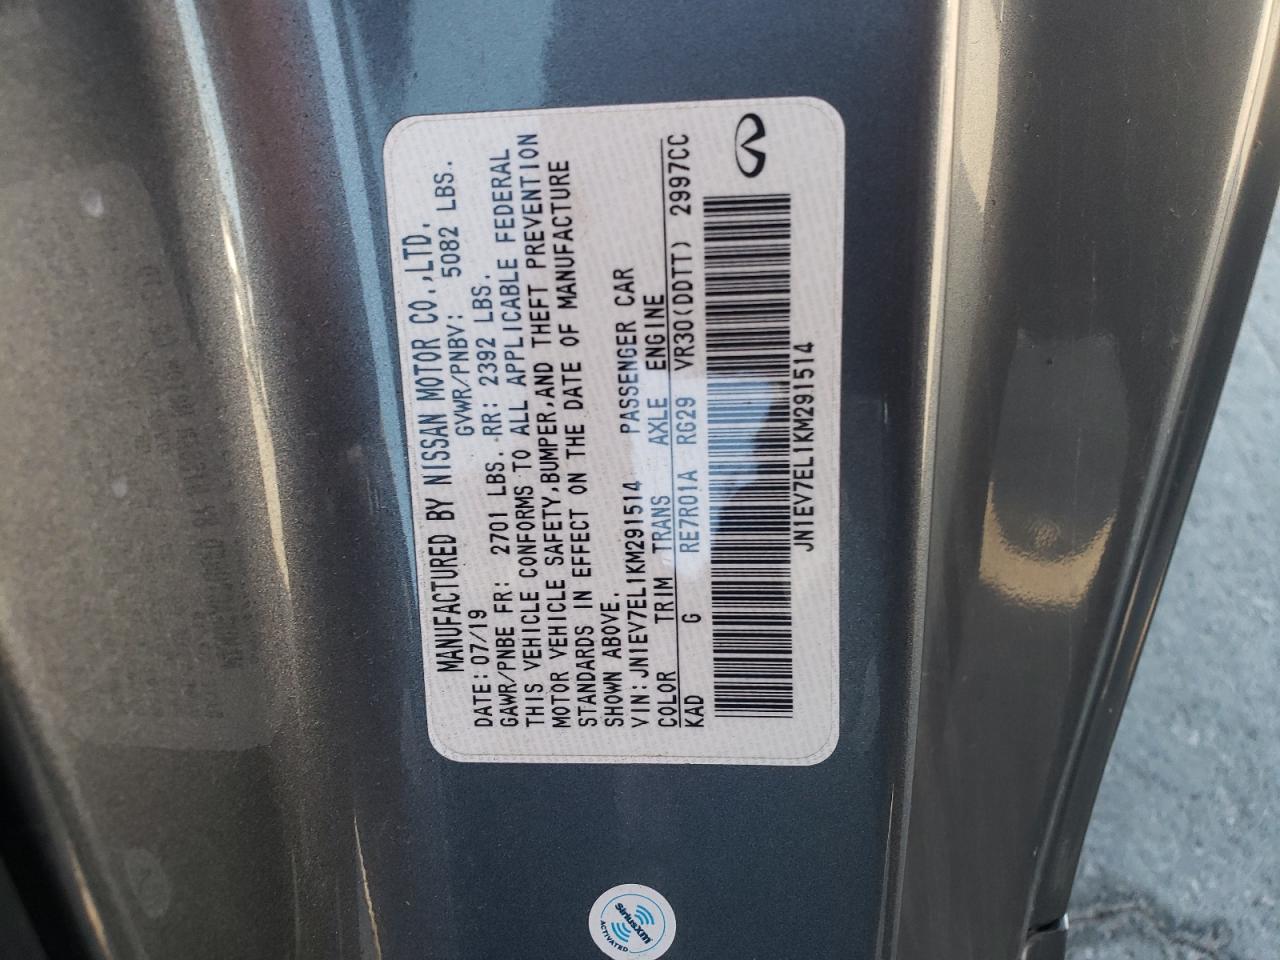 MANUFACTURED BY NISSAN MOTOR CO.,LTD.
DATE: 07/19 GVWR/PNBV: 5082 LBS.
GAWR/PNBE FR: 2701 LBS. RR: 2392 LBS.
THIS VEHICLE CONFORMS TO ALL APPLICABLE FEDERAL
MOTOR VEHICLE SAFETY,BUMPER,AND THEFT PREVENTION
STANDARDS IN EFFECT ON THE DATE OF MANUFACTURE
SHOWN ABOVE.
VIN: JN1EV7EL1KM291514 PASSENGER CAR
COLOR TRIM TRANS AXLE ENGINE
KAD G RE7R01A RG29 VR30(DDTT) 2997CC
JN1EV7EL1KM291514
SiriusXM
ACTIVATED